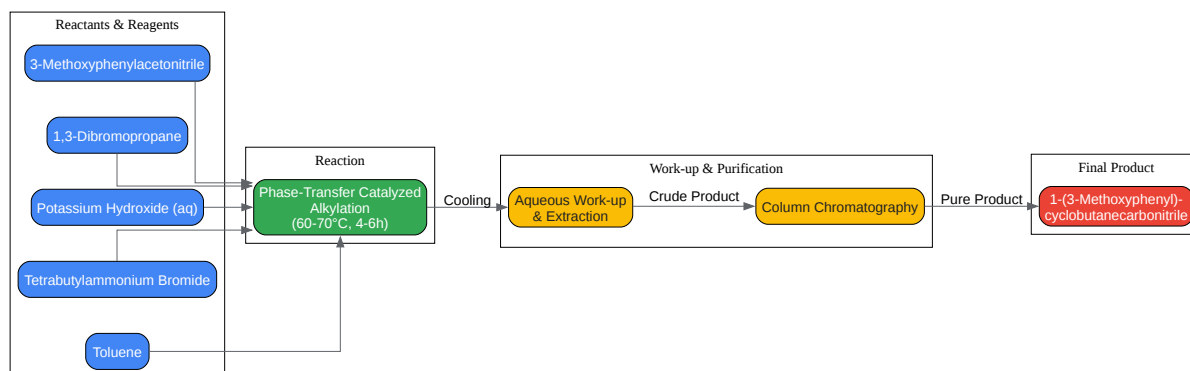 Reactants & Reagents
3-Methoxyphenylacetonitrile
1,3-Dibromopropane
Potassium Hydroxide (aq)
Tetrabutylammonium Bromide
Toluene
Reaction
Phase-Transfer Catalyzed
Alkylation
(60-70°C, 4-6h)
Cooling
Work-up & Purification
Aqueous Work-up
& Extraction
Crude Product
Column Chromatography
Pure Product
Final Product
1-(3-Methoxyphenyl)-
cyclobutanecarbonitrile